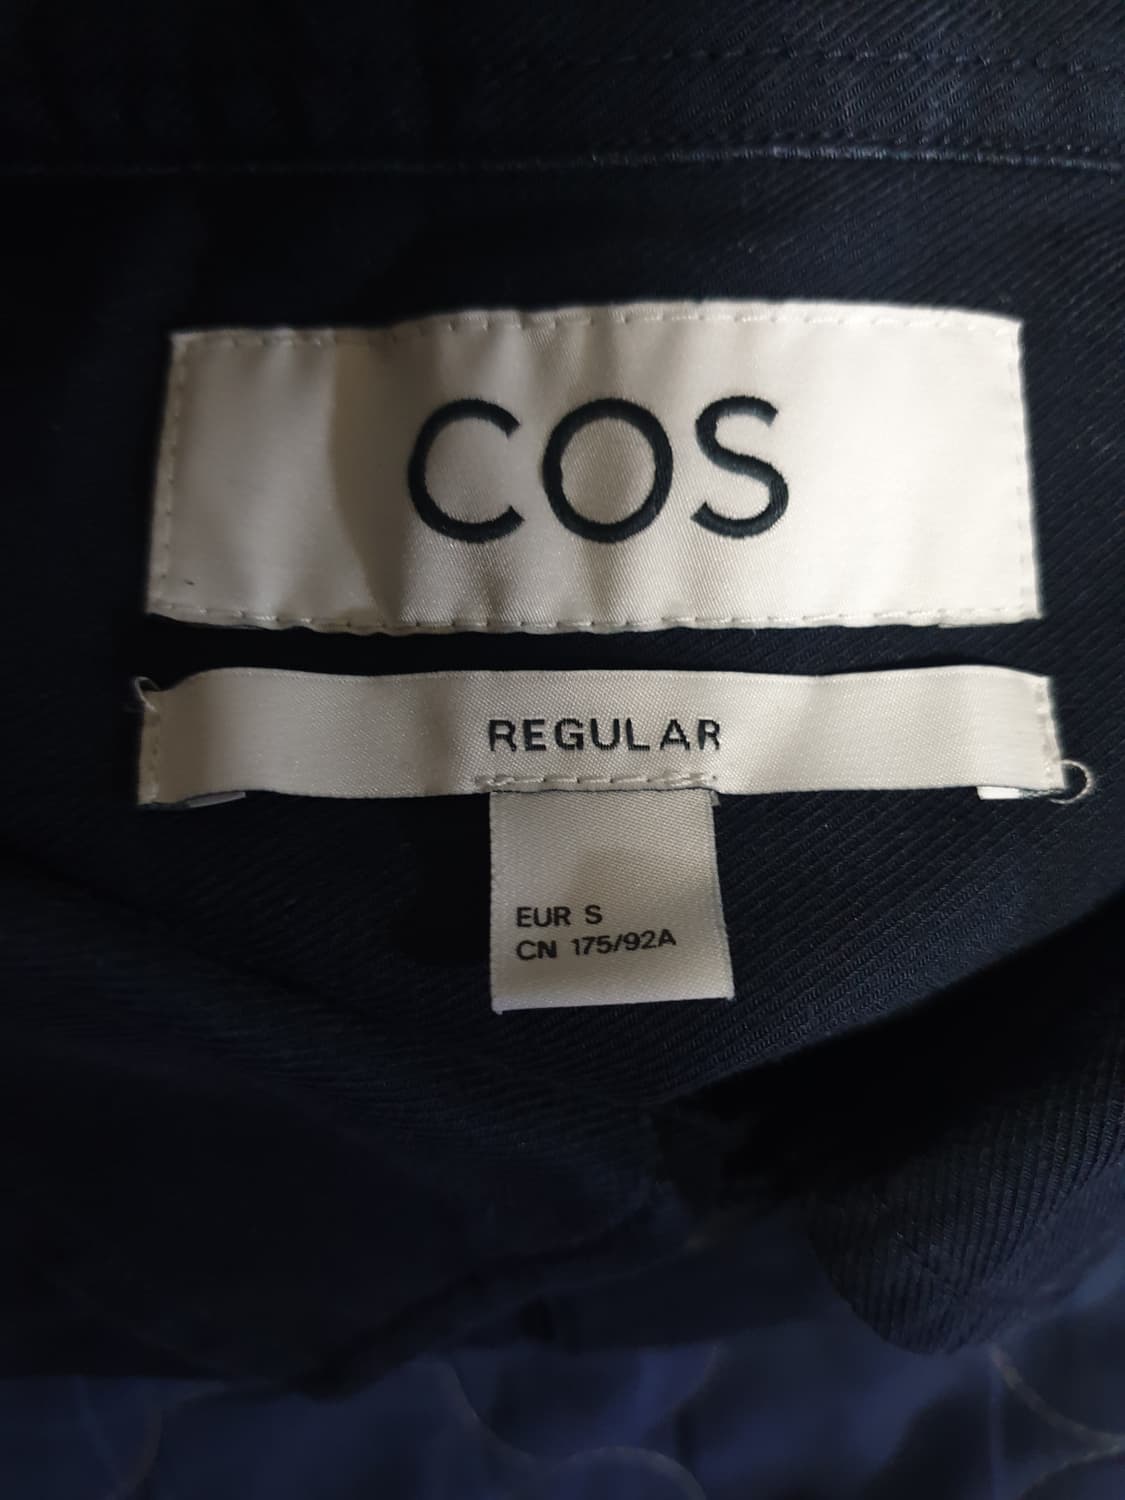 COS
REGULAR
EUR S
CN 175/92A